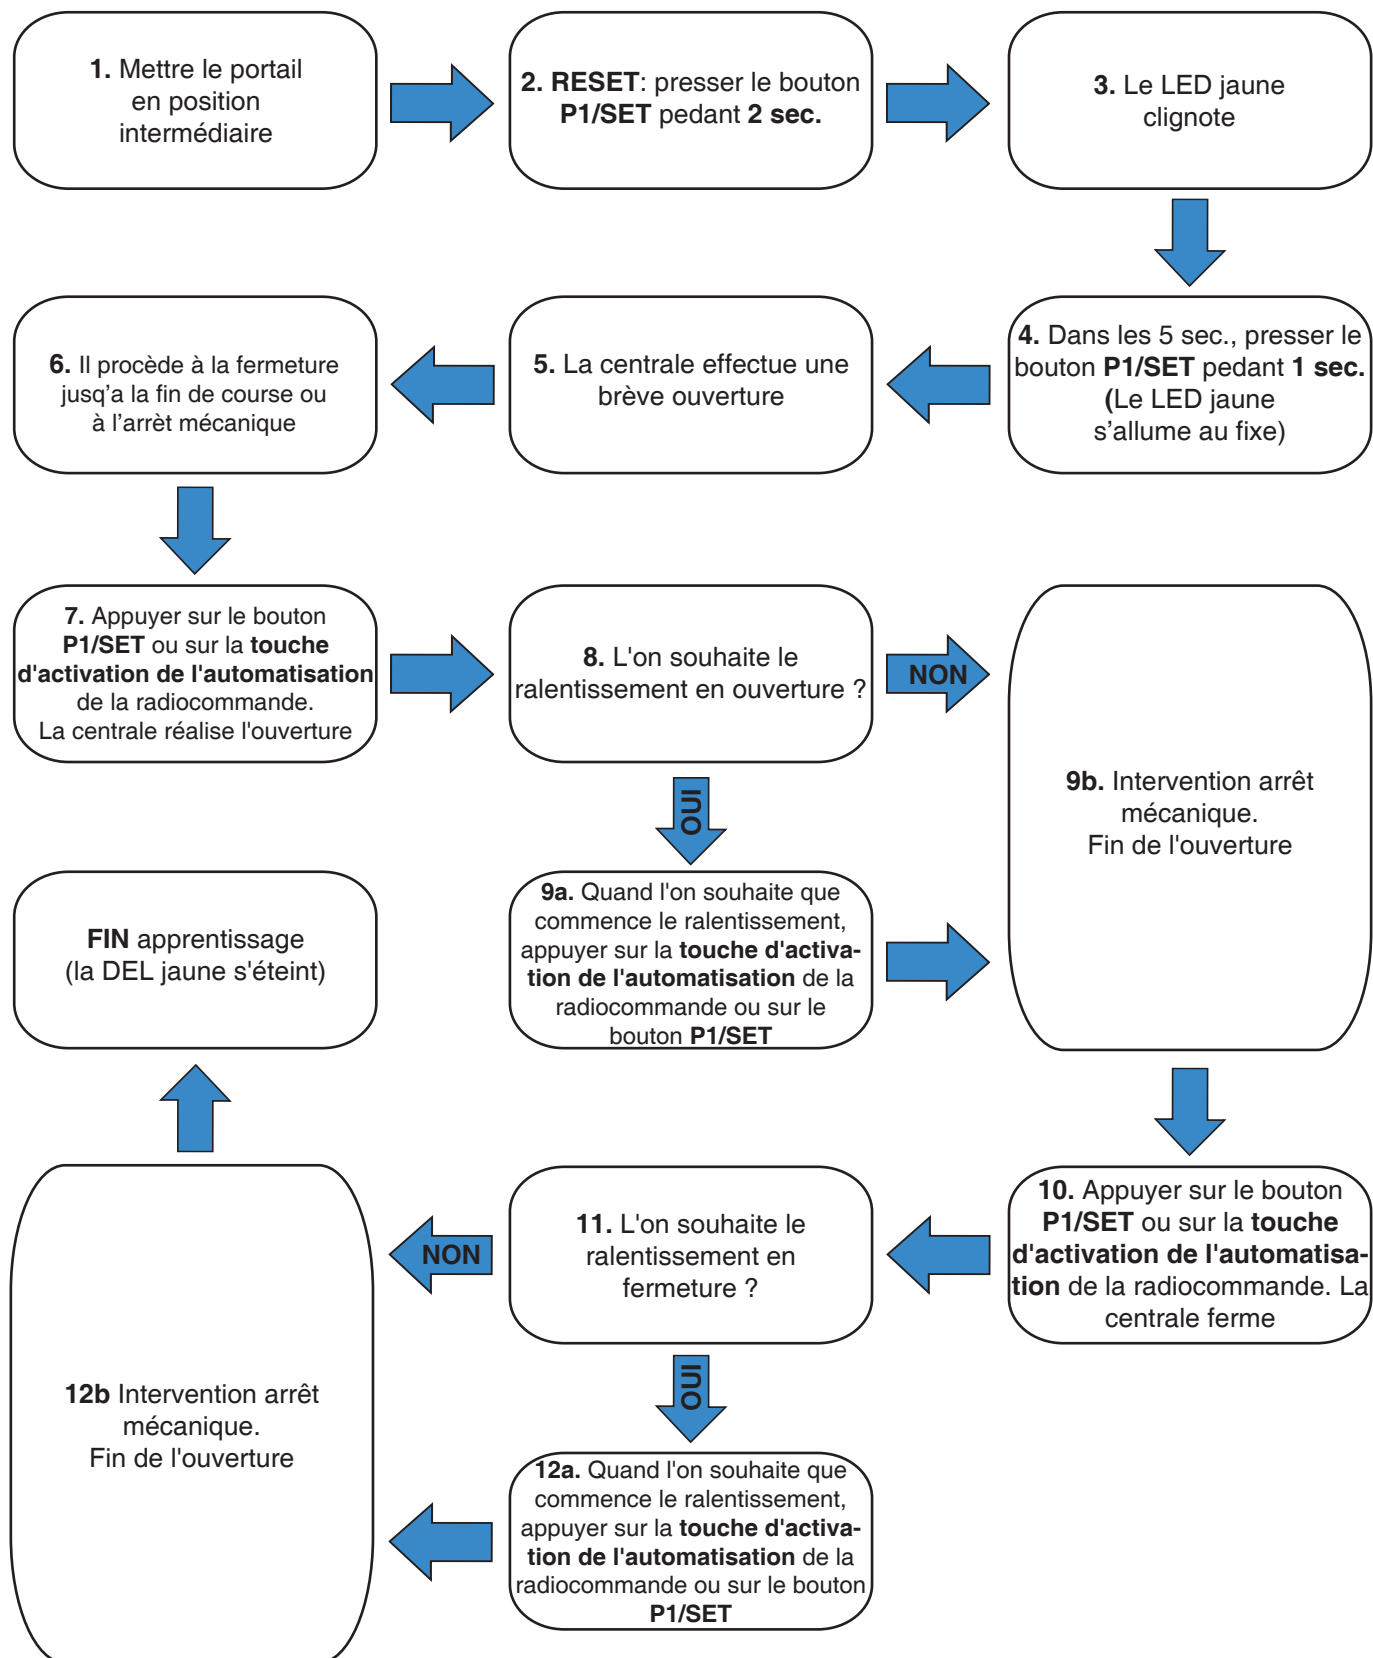 1. Mettre le portail
en position
intermédiaire
2. RESET: presser le bouton
P1/SET pedant 2 sec.
3. Le LED jaune
clignote
4. Dans les 5 sec., presser le
bouton P1/SET pedant 1 sec.
(Le LED jaune
s’allume au fixe)
5. La centrale effectue une
brève ouverture
6. Il procède à la fermeture
jusq’a la fin de course ou
à l’arrèt mécanique
7. Appuyer sur le bouton
P1/SET ou sur la touche
d'activation de l'automatisation
de la radiocommande.
La centrale réalise l'ouverture
8. L'on souhaite le
ralentissement en ouverture ?
NON
OUI
9a. Quand l'on souhaite que
commence le ralentissement,
appuyer sur la touche d'activa-
tion de l'automatisation de la
radiocommande ou sur le
bouton P1/SET
9b. Intervention arrêt
mécanique.
Fin de l'ouverture
10. Appuyer sur le bouton
P1/SET ou sur la touche
d'activation de l'automatisa-
tion de la radiocommande. La
centrale ferme
11. L'on souhaite le
ralentissement en
fermeture ?
NON
OUI
12a. Quand l'on souhaite que
commence le ralentissement,
appuyer sur la touche d'activa-
tion de l'automatisation de la
radiocommande ou sur le bouton
P1/SET
12b Intervention arrêt
mécanique.
Fin de l'ouverture
FIN apprentissage
(la DEL jaune s'éteint)